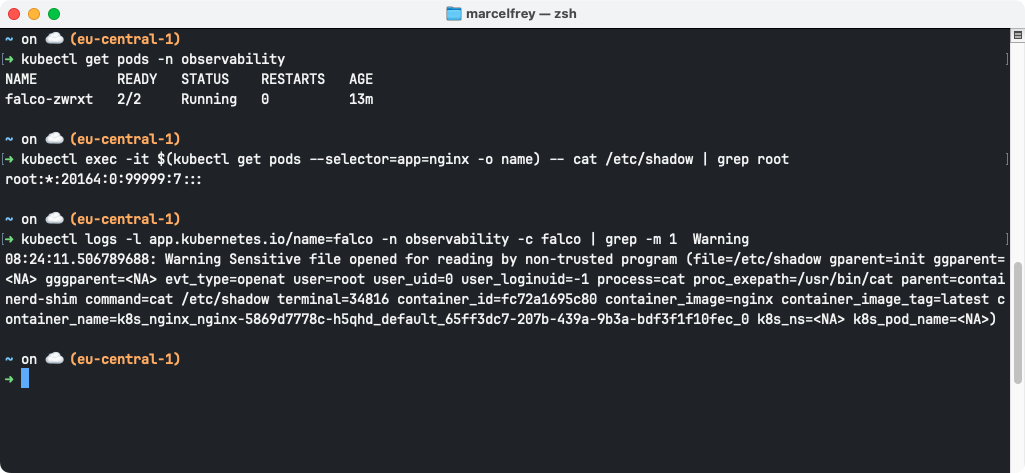 marcelfrey — zsh
~ on ☁️ (eu-central-1)
[➜ kubectl get pods -n observability ]
NAME READY STATUS RESTARTS AGE
falco-zwrxt 2/2 Running 0 13m
~ on ☁️ (eu-central-1)
[➜ kubectl exec -it $(kubectl get pods --selector=app=nginx -o name) -- cat /etc/shadow | grep root ]
root:*:20164:0:99999:7:::
~ on ☁️ (eu-central-1)
[➜ kubectl logs -l app.kubernetes.io/name=falco -n observability -c falco | grep -m 1  Warning ]
08:24:11.506789688: Warning Sensitive file opened for reading by non-trusted program (file=/etc/shadow gparent=init ggparent=
<NA> gggparent=<NA> evt_type=openat user=root user_uid=0 user_loginuid=-1 process=cat proc_exepath=/usr/bin/cat parent=contai
nerd-shim command=cat /etc/shadow terminal=34816 container_id=fc72a1695c80 container_image=nginx container_image_tag=latest c
ontainer_name=k8s_nginx_nginx-5869d7778c-h5qhd_default_65ff3dc7-207b-439a-9b3a-bdf3f1f10fec_0 k8s_ns=<NA> k8s_pod_name=<NA>)
~ on ☁️ (eu-central-1)
➜